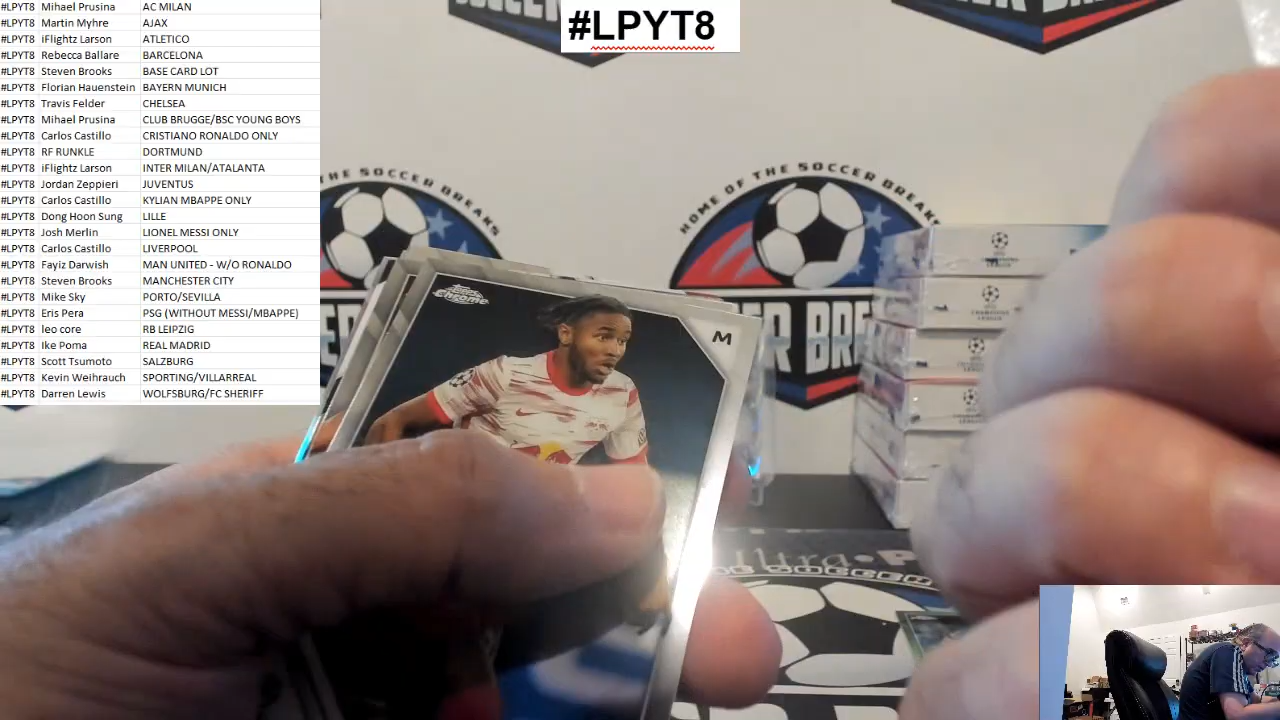 #LPYT8 Mihael Prusina AC MILAN
#LPYT8 Martin Myhre AJAX
#LPYT8 iFlightz Larson ATLETICO
#LPYT8 Rebecca Ballare BARCELONA
#LPYT8 Steven Brooks BASE CARD LOT
#LPYT8 Florian Hauenstein BAYERN MUNICH
#LPYT8 Travis Felder CHELSEA
#LPYT8 Mihael Prusina CLUB BRUGGE/BSC YOUNG BOYS
#LPYT8 Carlos Castillo CRISTIANO RONALDO ONLY
#LPYT8 RF RUNKLE DORTMUND
#LPYT8 iFlightz Larson INTER MILAN/ATALANTA
#LPYT8 Jordan Zeppieri JUVENTUS
#LPYT8 Carlos Castillo KYLIAN MBAPPE ONLY
#LPYT8 Dong Hoon Sung LILLE
#LPYT8 Josh Merlin LIONEL MESSI ONLY
#LPYT8 Carlos Castillo LIVERPOOL
#LPYT8 Fayiz Darwish MAN UNITED - W/O RONALDO
#LPYT8 Steven Brooks MANCHESTER CITY
#LPYT8 Mike Sky PORTO/SEVILLA
#LPYT8 Eris Pera PSG (WITHOUT MESSI/MBAPPE)
#LPYT8 leo core RB LEIPZIG
#LPYT8 Ike Poma REAL MADRID
#LPYT8 Scott Tsumoto SALZBURG
#LPYT8 Kevin Weihrauch SPORTING/VILLARREAL
#LPYT8 Darren Lewis WOLFSBURG/FC SHERIFF
#LPYT8
SOCCER
THE SOCCER BREAKS
HOME OF THE SOCCER BREAKS
Topps Chrome
M
SOCCER